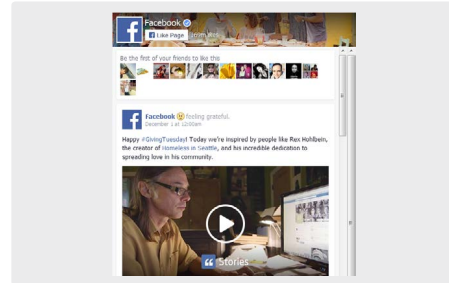 Facebook
Like Page
Be the first of your friends to like this
Facebook feeling grateful.
December 1 at 12:00am
Happy #GivingTuesday! Today we're inspired by people like Rex Hohlbein,
the creator of Homeless in Seattle, and his incredible dedication to
spreading love in his community.
Stories